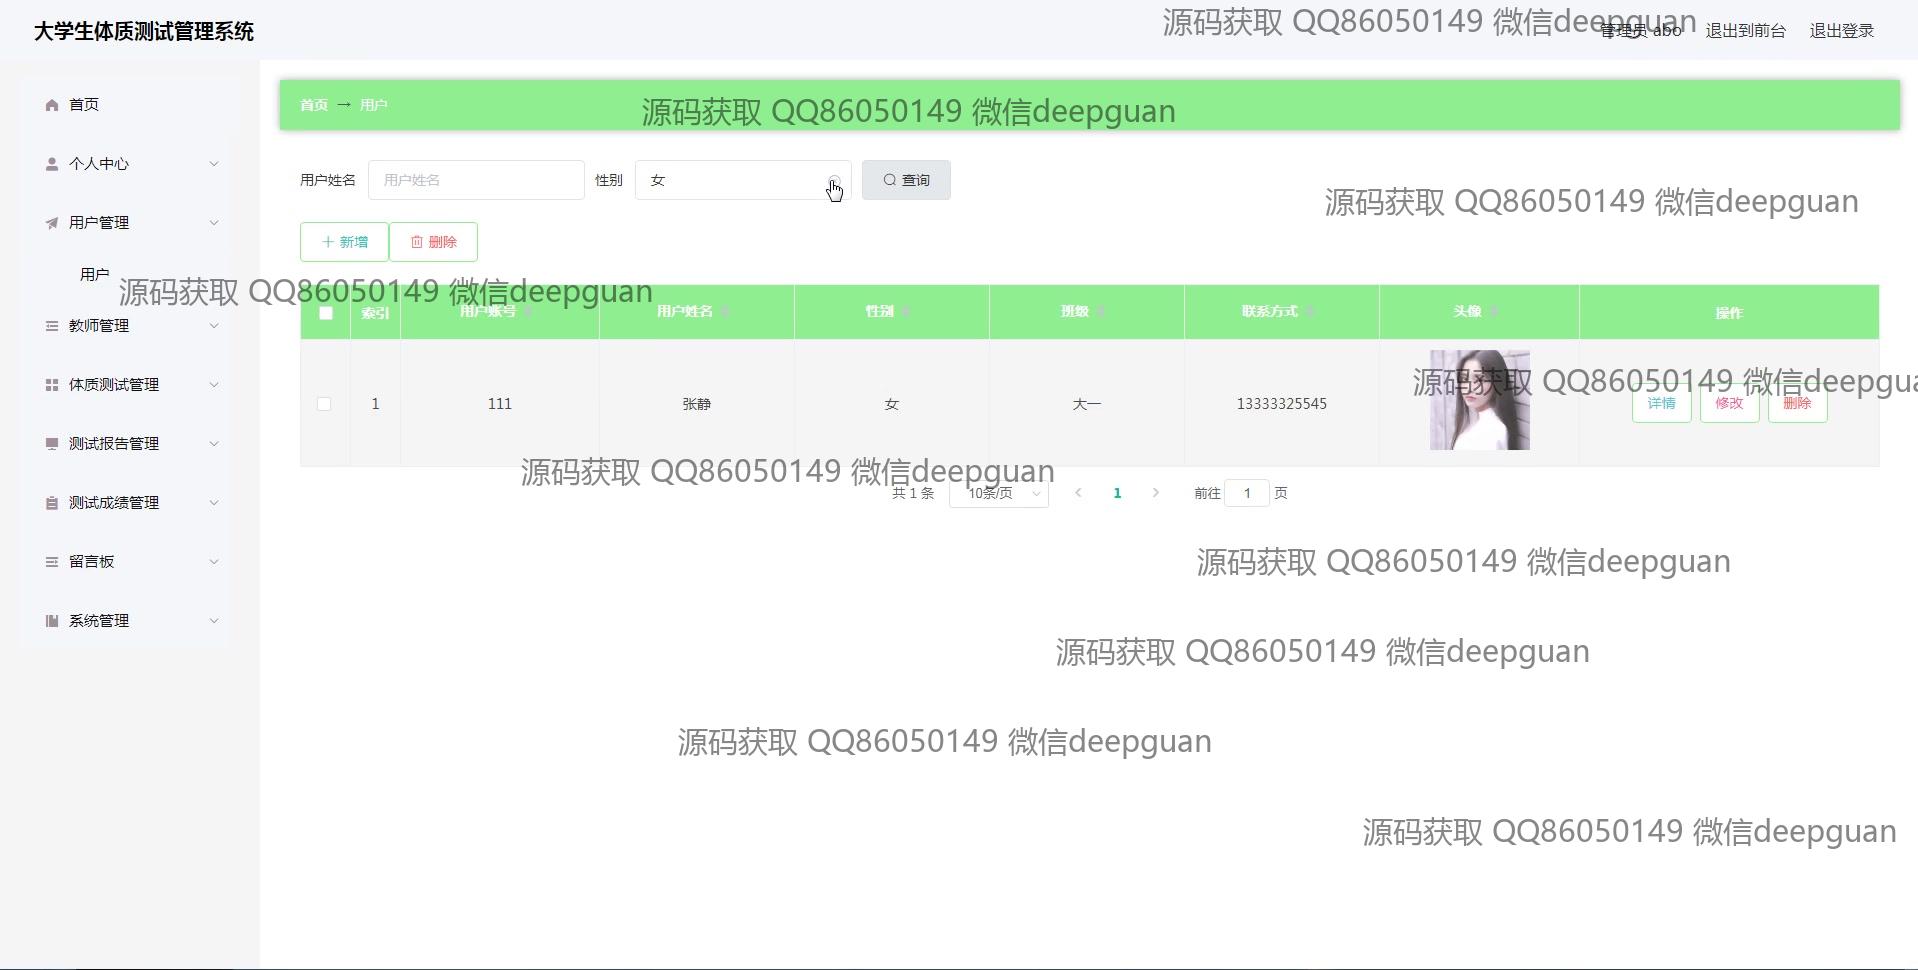 大学生体质测试管理系统
源码获取 QQ86050149 微信deepguan
管理员 abo 退出到前台 退出登录
首页
个人中心
用户管理
用户
教师管理
体质测试管理
测试报告管理
测试成绩管理
留言板
系统管理
首页 → 用户
源码获取 QQ86050149 微信deepguan
用户姓名 用户姓名 性别 女 查询
源码获取 QQ86050149 微信deepguan
新增 删除
源码获取 QQ86050149 微信deepguan
索引 用户账号 用户姓名 性别 班级 联系方式 头像 操作
源码获取 QQ86050149 微信deepgua
1 111 张静 女 大一 13333325545 详情 修改 删除
源码获取 QQ86050149 微信deepguan
共 1 条 10条/页 1 前往 1 页
源码获取 QQ86050149 微信deepguan
源码获取 QQ86050149 微信deepguan
源码获取 QQ86050149 微信deepguan
源码获取 QQ86050149 微信deepguan